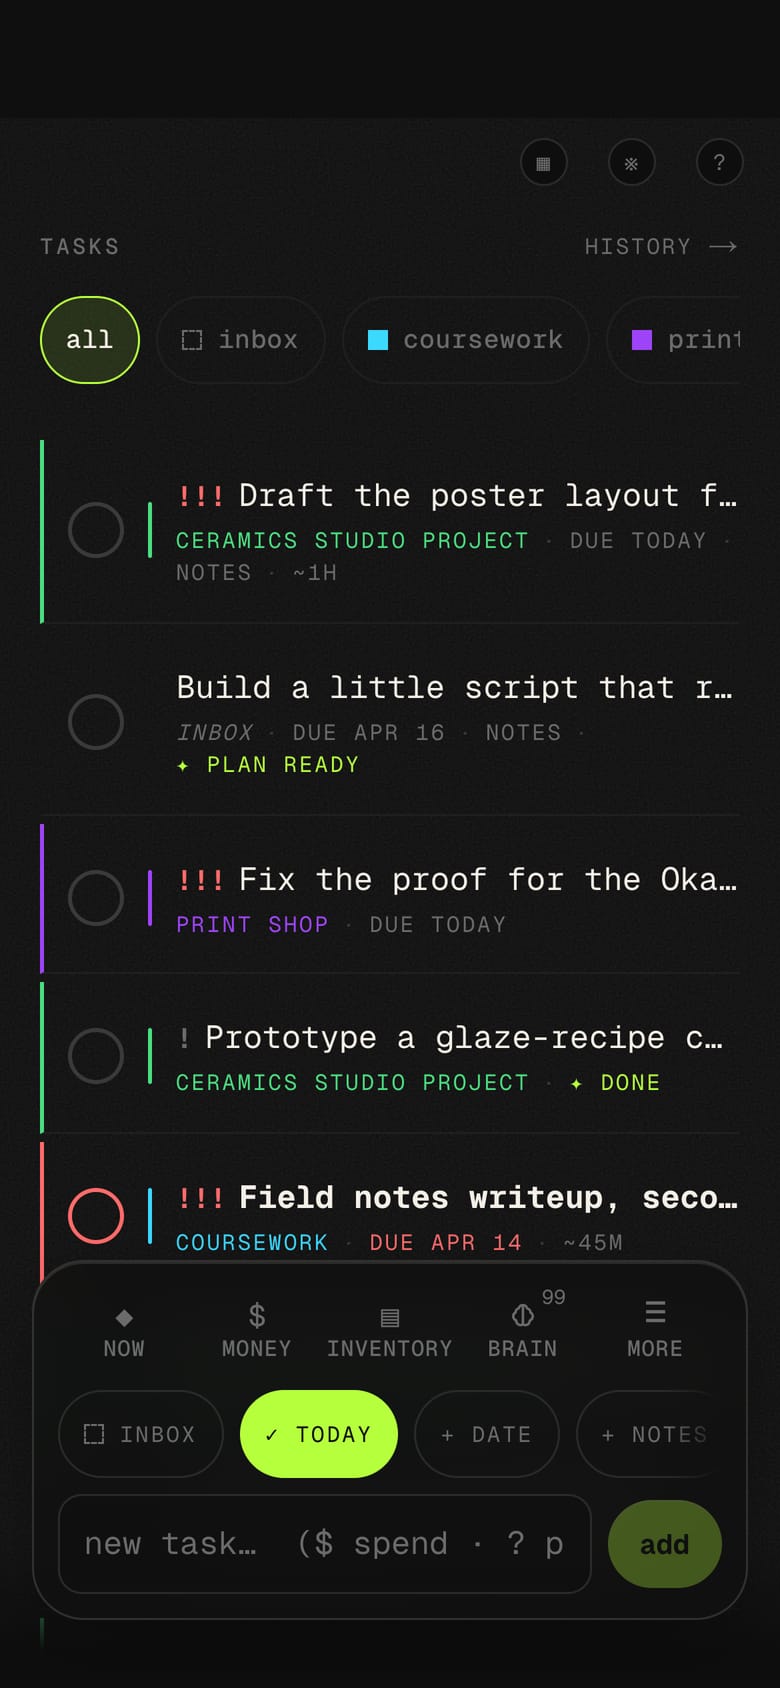 ?
TASKS
HISTORY →
all
inbox
coursework
print
!!! Draft the poster layout f…
CERAMICS STUDIO PROJECT · DUE TODAY ·
NOTES · ~1H
Build a little script that r…
INBOX · DUE APR 16 · NOTES ·
✦ PLAN READY
!!! Fix the proof for the Oka…
PRINT SHOP · DUE TODAY
! Prototype a glaze-recipe c…
CERAMICS STUDIO PROJECT · ✦ DONE
!!! Field notes writeup, seco…
COURSEWORK · DUE APR 14 · ~45M
99
NOW
$ MONEY
INVENTORY
BRAIN
MORE
INBOX
✓ TODAY
+ DATE
+ NOTES
new task… ($ spend · ? p
add